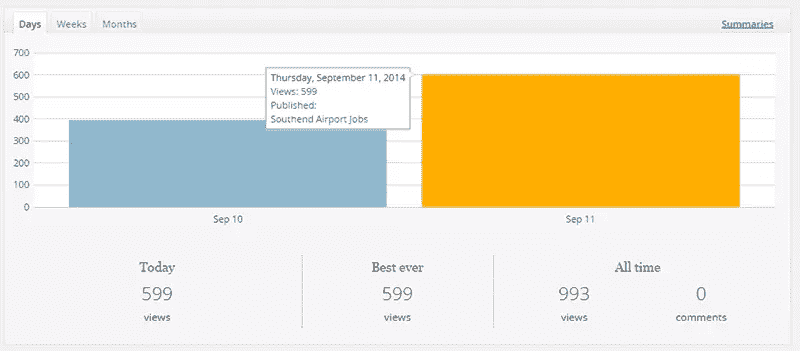 Days Weeks Months Summaries
700
600
500
400
300
200
100
0
Thursday, September 11, 2014
Views: 599
Published:
Southend Airport Jobs
Sep 10 Sep 11
Today Best ever All time
599 599 993 0
views views views comments